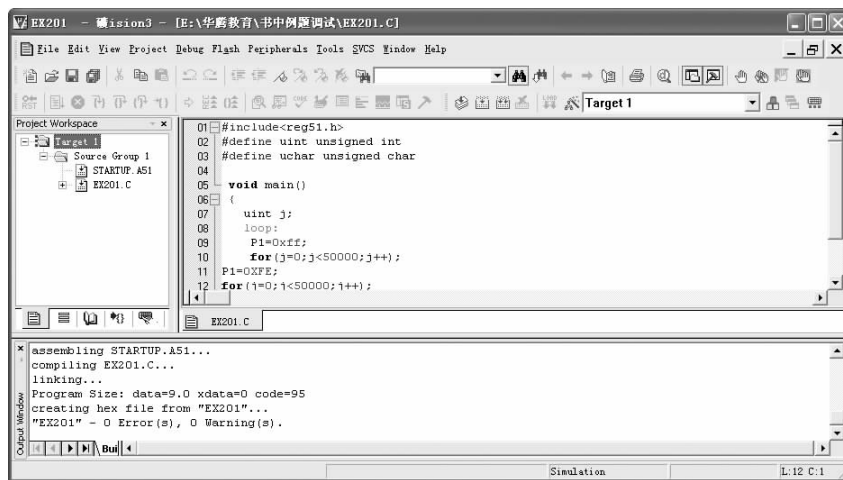 EX201 - 礦ision3 - [E:\华腾教育\书中例题调试\EX201.C]
File Edit View Project Debug Flash Peripherals Tools SVCS Window Help
Target 1
Project Workspace
Target 1
Source Group 1
STARTUP.A51
EX201.C
01 #include<reg51.h>
02 #define uint unsigned int
03 #define uchar unsigned char
04
05 void main()
06 {
07 uint j;
08 loop:
09 P1=0xff;
10 for(j=0;j<50000;j++);
11 P1=0XFE;
12 for(j=0;j<50000;j++);
EX201.C
assembling STARTUP.A51...
compiling EX201.C...
linking...
Program Size: data=9.0 xdata=0 code=95
creating hex file from "EX201"...
"EX201" - 0 Error(s), 0 Warning(s).
Output Window
Bui
Simulation
L:12 C:1